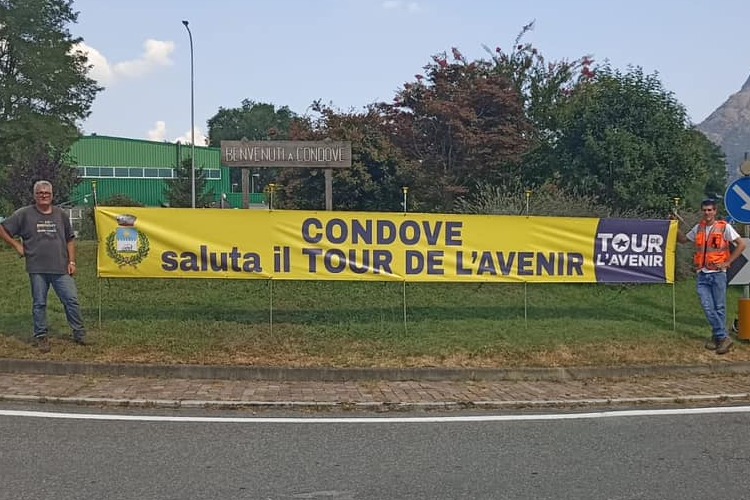 BENVENUTI A CONDOVE
CONDOVE
saluta il TOUR DE L'AVENIR
TOUR
L'AVENIR